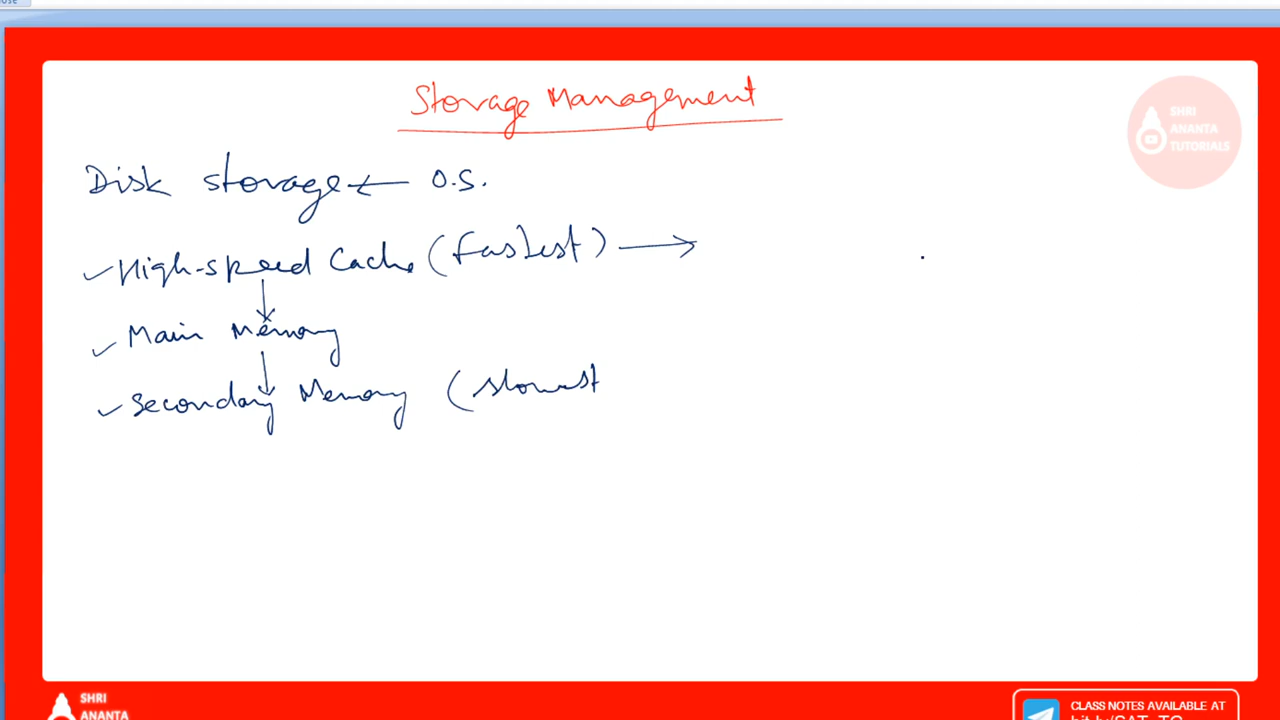 Storage Management
SHRI
ANANTA
TUTORIALS
Disk storage ← O.S.
✓ High-speed Cache (fastest) →
✓ Main Memory
✓ Secondary Memory (slowest
SHRI
ANANTA
CLASS NOTES AVAILABLE AT